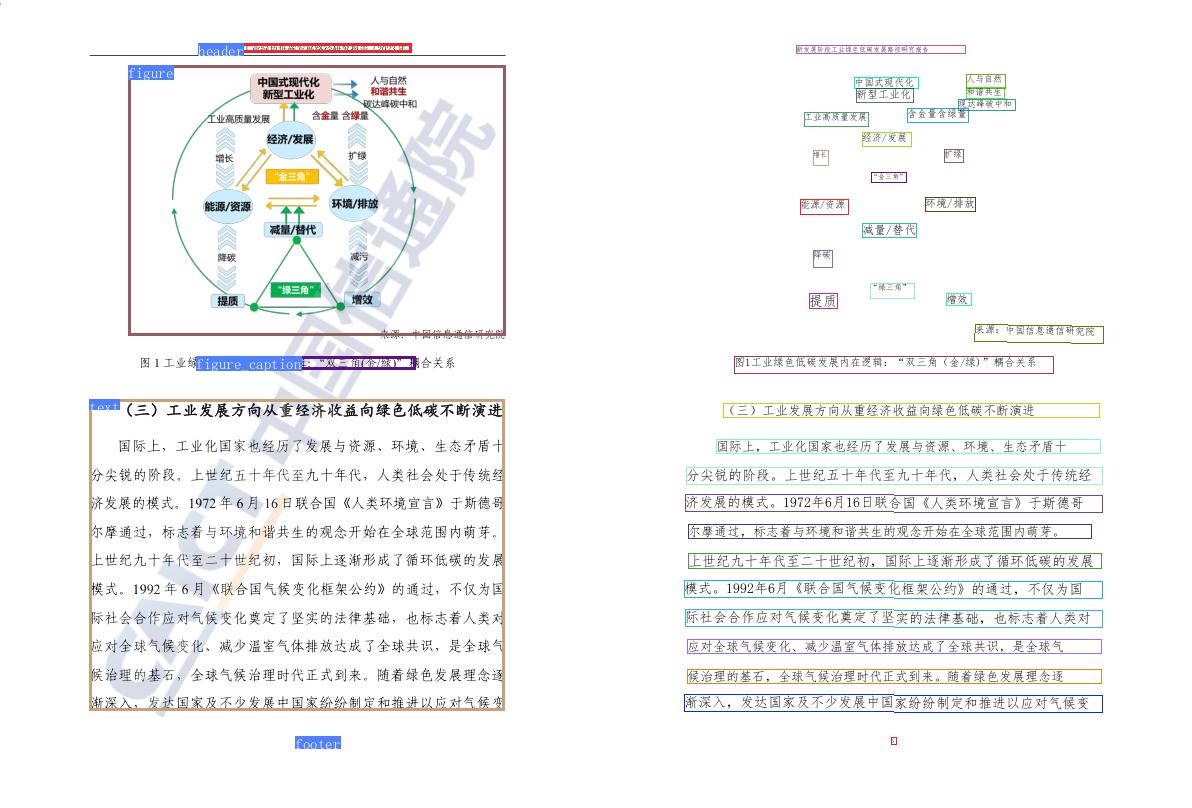 header
figure
中国式现代化
新型工业化
人与自然
和谐共生
碳达峰碳中和
工业高质量发展
含金量 含绿量
经济/发展
增长
扩绿
“金三角”
能源/资源
环境/排放
减量/替代
降碳
减污
“绿三角”
提质
增效
来源：中国信息通信研究院
图 1 工业绿 figure_caption “双三角(金/绿)” 耦合关系
text
（三）工业发展方向从重经济收益向绿色低碳不断演进
国际上，工业化国家也经历了发展与资源、环境、生态矛盾十
分尖锐的阶段。上世纪五十年代至九十年代，人类社会处于传统经
济发展的模式。1972 年 6 月 16 日联合国《人类环境宣言》于斯德哥
尔摩通过，标志着与环境和谐共生的观念开始在全球范围内萌芽。
上世纪九十年代至二十世纪初，国际上逐渐形成了循环低碳的发展
模式。1992 年 6 月《联合国气候变化框架公约》的通过，不仅为国
际社会合作应对气候变化奠定了坚实的法律基础，也标志着人类对
应对全球气候变化、减少温室气体排放达成了全球共识，是全球气
候治理的基石，全球气候治理时代正式到来。随着绿色发展理念逐
渐深入，发达国家及不少发展中国家纷纷制定和推进以应对气候变
footer
CAICT 中国信通院
新发展阶段工业绿色低碳发展路径研究报告
中国式现代化
新型工业化
人与自然
和谐共生
碳达峰碳中和
工业高质量发展
含金量含绿量
经济/发展
增长
扩绿
“金三角”
能源/资源
环境/排放
减量/替代
降碳
“绿三角”
提质
增效
来源：中国信息通信研究院
图1工业绿色低碳发展内在逻辑：“双三角（金/绿）”耦合关系
（三）工业发展方向从重经济收益向绿色低碳不断演进
国际上，工业化国家也经历了发展与资源、环境、生态矛盾十
分尖锐的阶段。上世纪五十年代至九十年代，人类社会处于传统经
济发展的模式。1972年6月16日联合国《人类环境宣言》于斯德哥
尔摩通过，标志着与环境和谐共生的观念开始在全球范围内萌芽。
上世纪九十年代至二十世纪初，国际上逐渐形成了循环低碳的发展
模式。1992年6月《联合国气候变化框架公约》的通过，不仅为国
际社会合作应对气候变化奠定了坚实的法律基础，也标志着人类对
应对全球气候变化、减少温室气体排放达成了全球共识，是全球气
候治理的基石，全球气候治理时代正式到来。随着绿色发展理念逐
渐深入，发达国家及不少发展中国家纷纷制定和推进以应对气候变